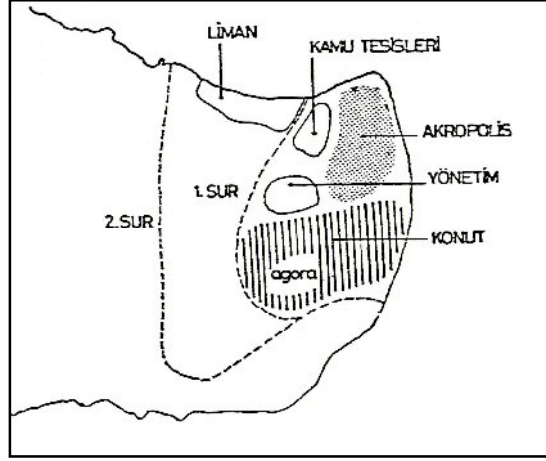 LİMAN
KAMU TESİSLERİ
AKROPOLİS
1. SUR
YÖNETİM
2. SUR
KONUT
agora